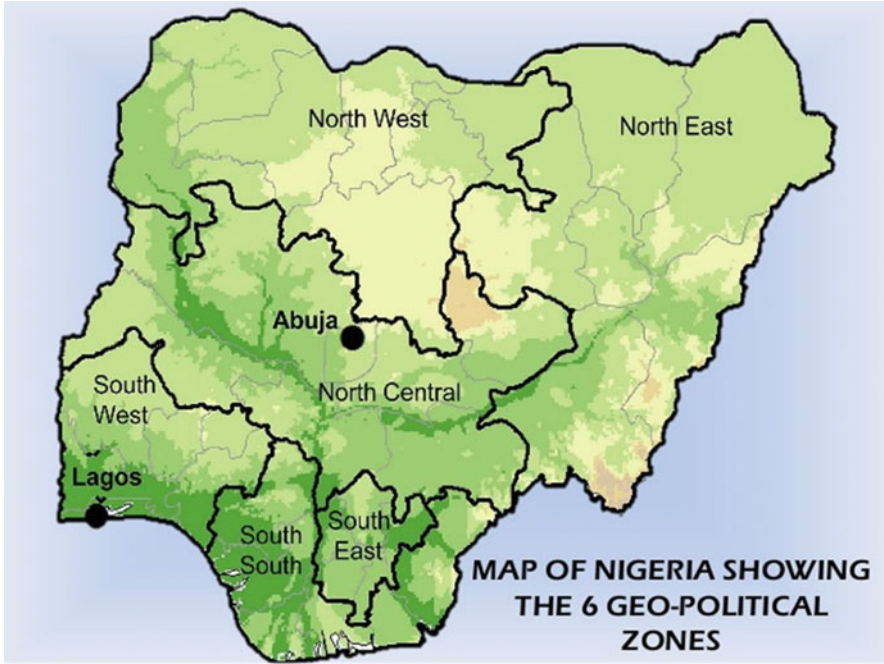 North West
North East
Abuja
North Central
South
West
Lagos
South
South
South
East
MAP OF NIGERIA SHOWING
THE 6 GEO-POLITICAL
ZONES